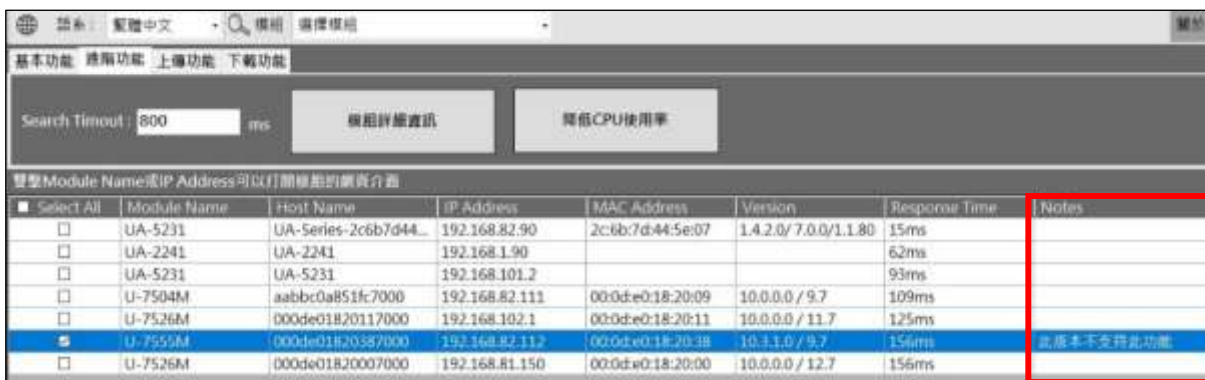 語系: 繁體中文 模組 選擇模組 關於
基本功能 進階功能 上傳功能 下載功能
Search Timout : 800 ms 模組詳細資訊 降低CPU使用率
雙擊Module Name或IP Address可以打開模組的網頁介面
Select All Module Name Host Name IP Address MAC Address Version Response Time Notes
UA-5231 UA-Series-2c6b7d44... 192.168.82.90 2c:6b:7d:44:5e:07 1.4.2.0/ 7.0.0/1.1.80 15ms
UA-2241 UA-2241 192.168.1.90 62ms
UA-5231 UA-5231 192.168.101.2 93ms
U-7504M aabbc0a851fc7000 192.168.82.111 00:0d:e0:18:20:09 10.0.0.0 / 9.7 109ms
U-7526M 000de01820117000 192.168.102.1 00:0d:e0:18:20:11 10.0.0.0 / 11.7 125ms
U-7555M 000de01820387000 192.168.82.112 00:0d:e0:18:20:38 10.3.1.0 / 9.7 156ms 此版本不支持此功能
U-7526M 000de01820007000 192.168.81.150 00:0d:e0:18:20:00 10.0.0.0 / 12.7 156ms